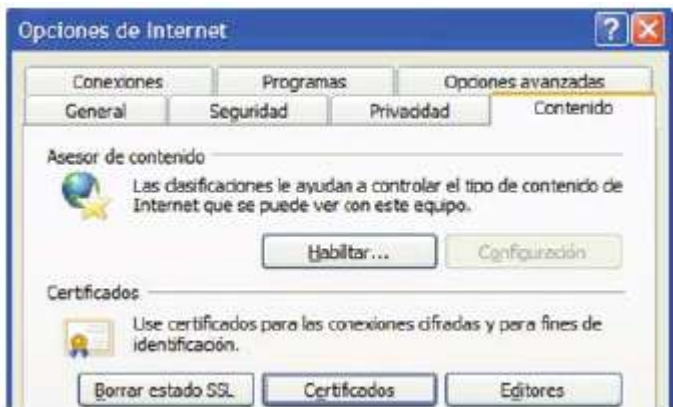 Opciones de Internet
Conexiones Programas Opciones avanzadas
General Seguridad Privacidad Contenido
Asesor de contenido
Las clasificaciones le ayudan a controlar el tipo de contenido de
Internet que se puede ver con este equipo.
Habilitar... Configuración
Certificados
Use certificados para las conexiones cifradas y para fines de
identificación.
Borrar estado SSL Certificados Editores